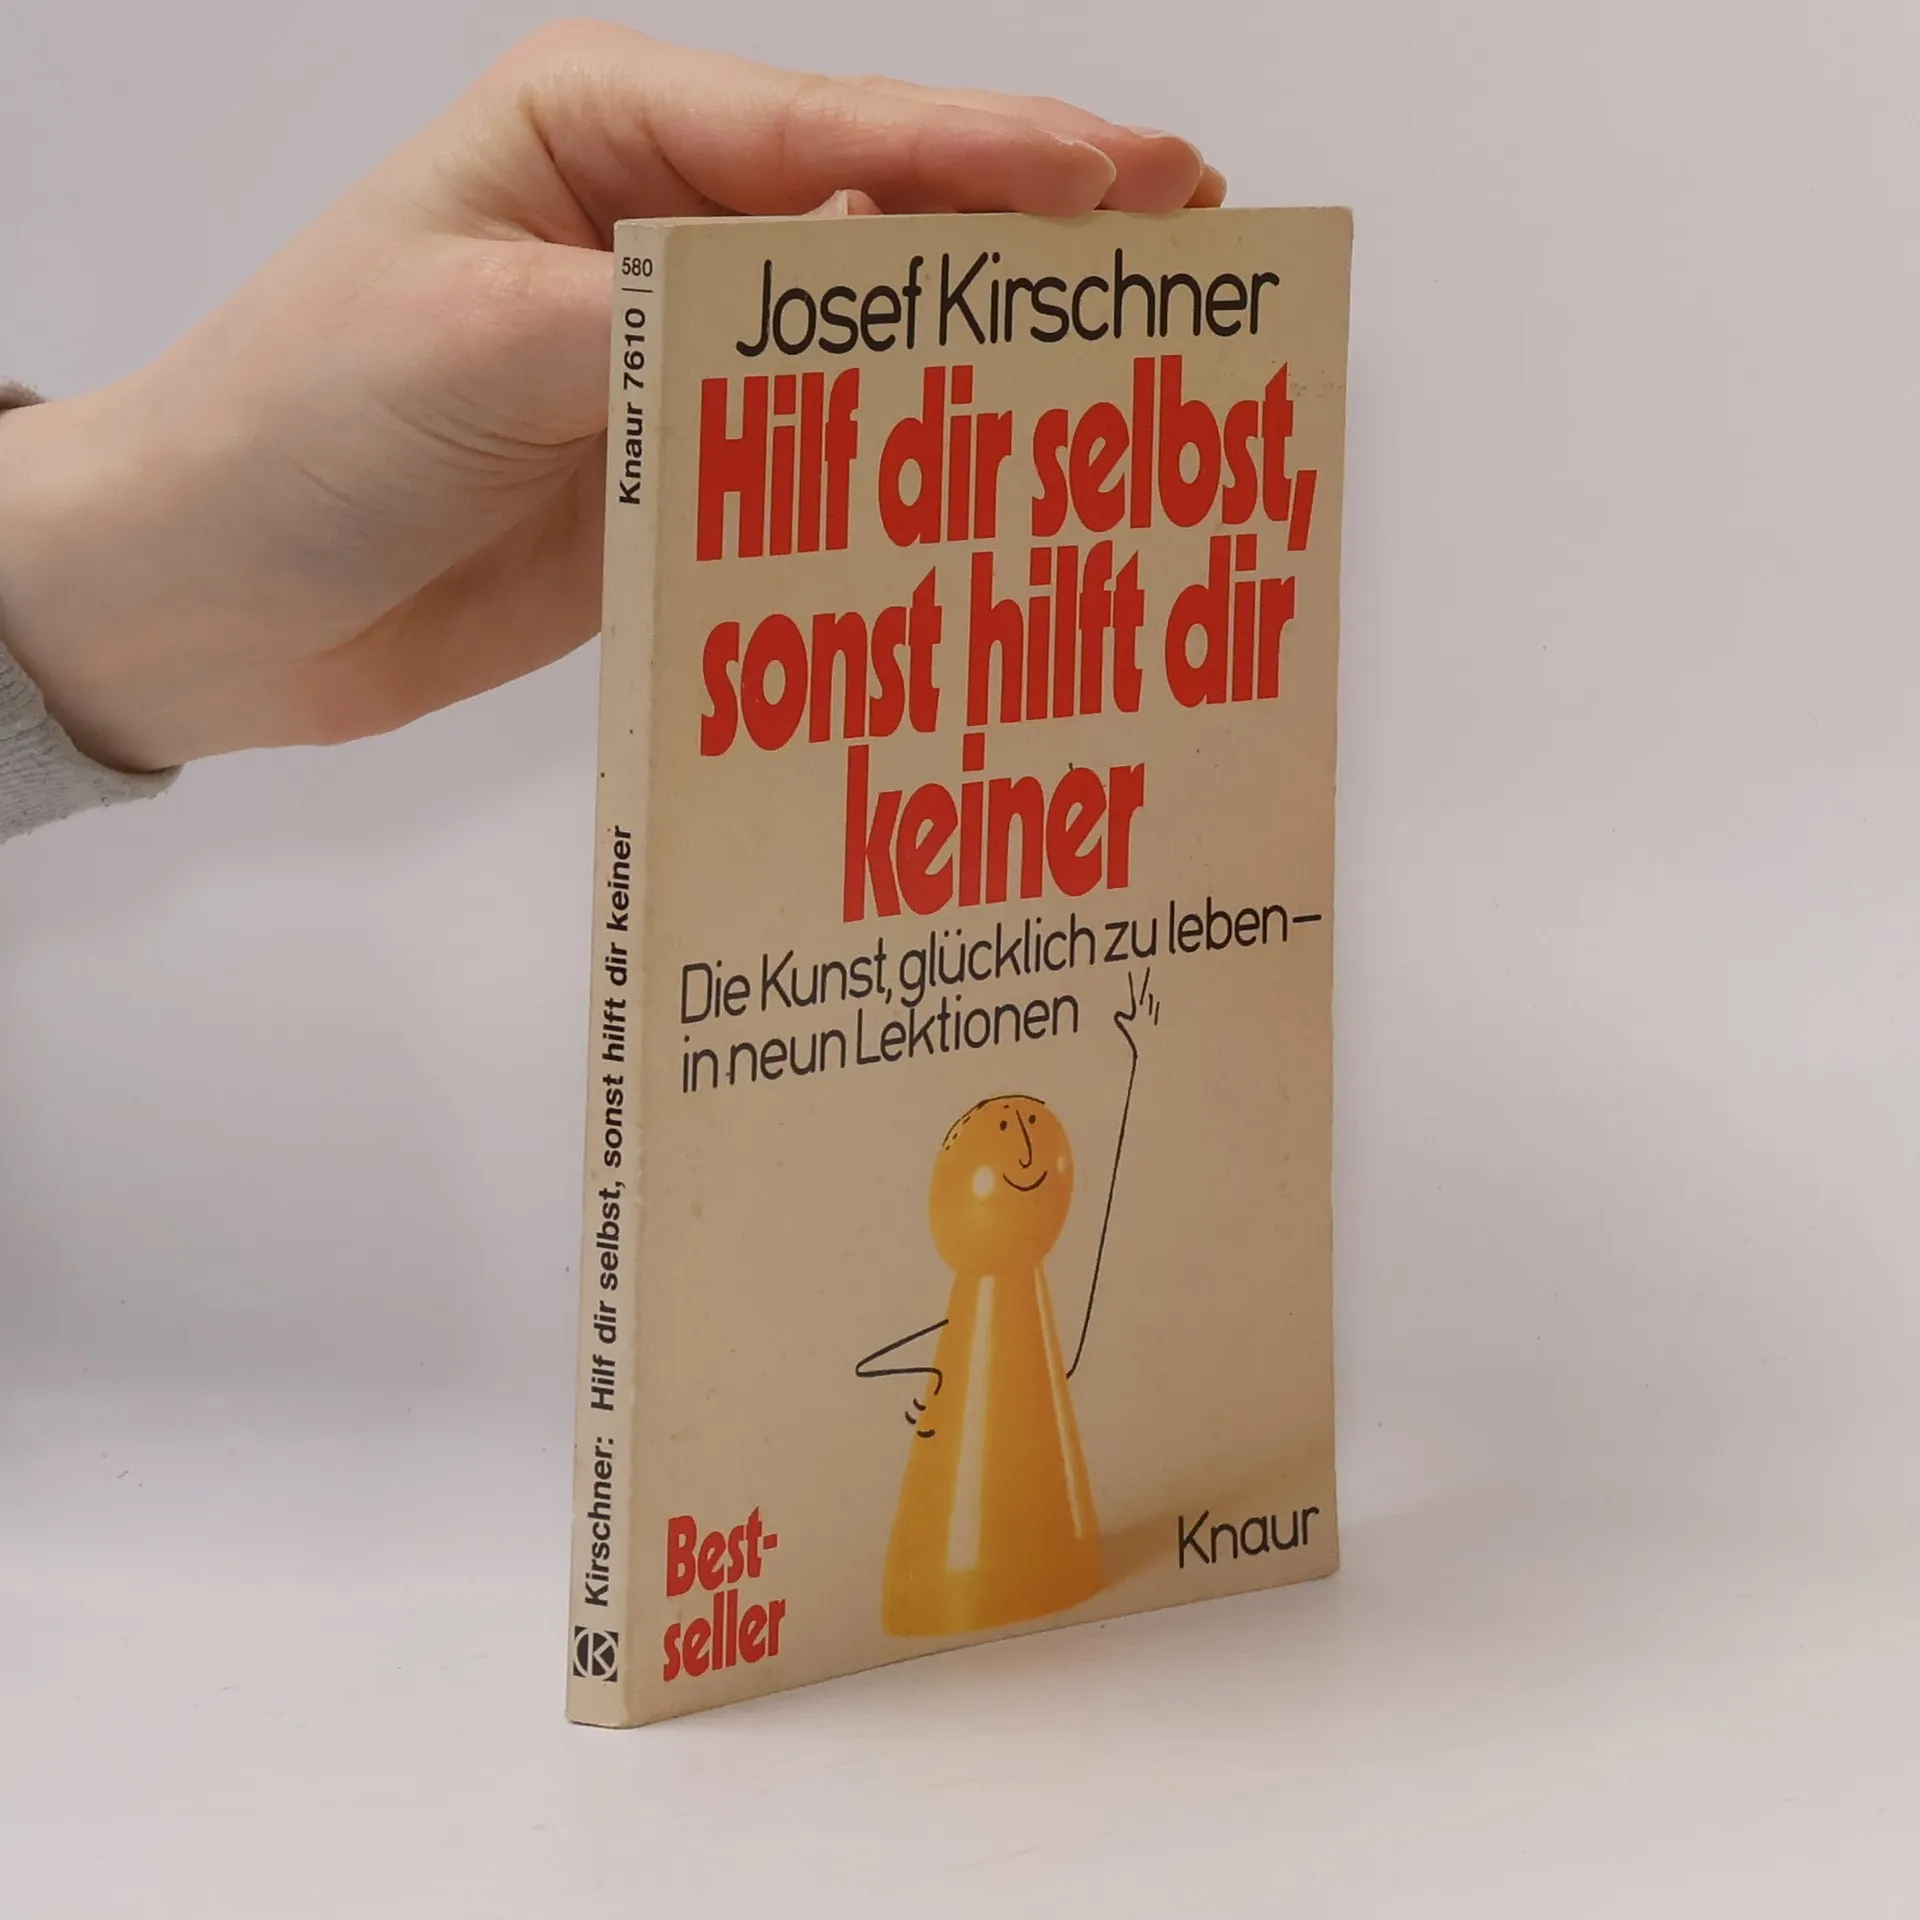 Josef Kirschner
Hilf dir selbst,
sonst hilft dir
keiner
Die Kunst, glücklich zu leben–
in neun Lektionen
Best-
seller
Knaur
Kirschner: Hilf dir selbst, sonst hilft dir keiner
Knaur 7610
580